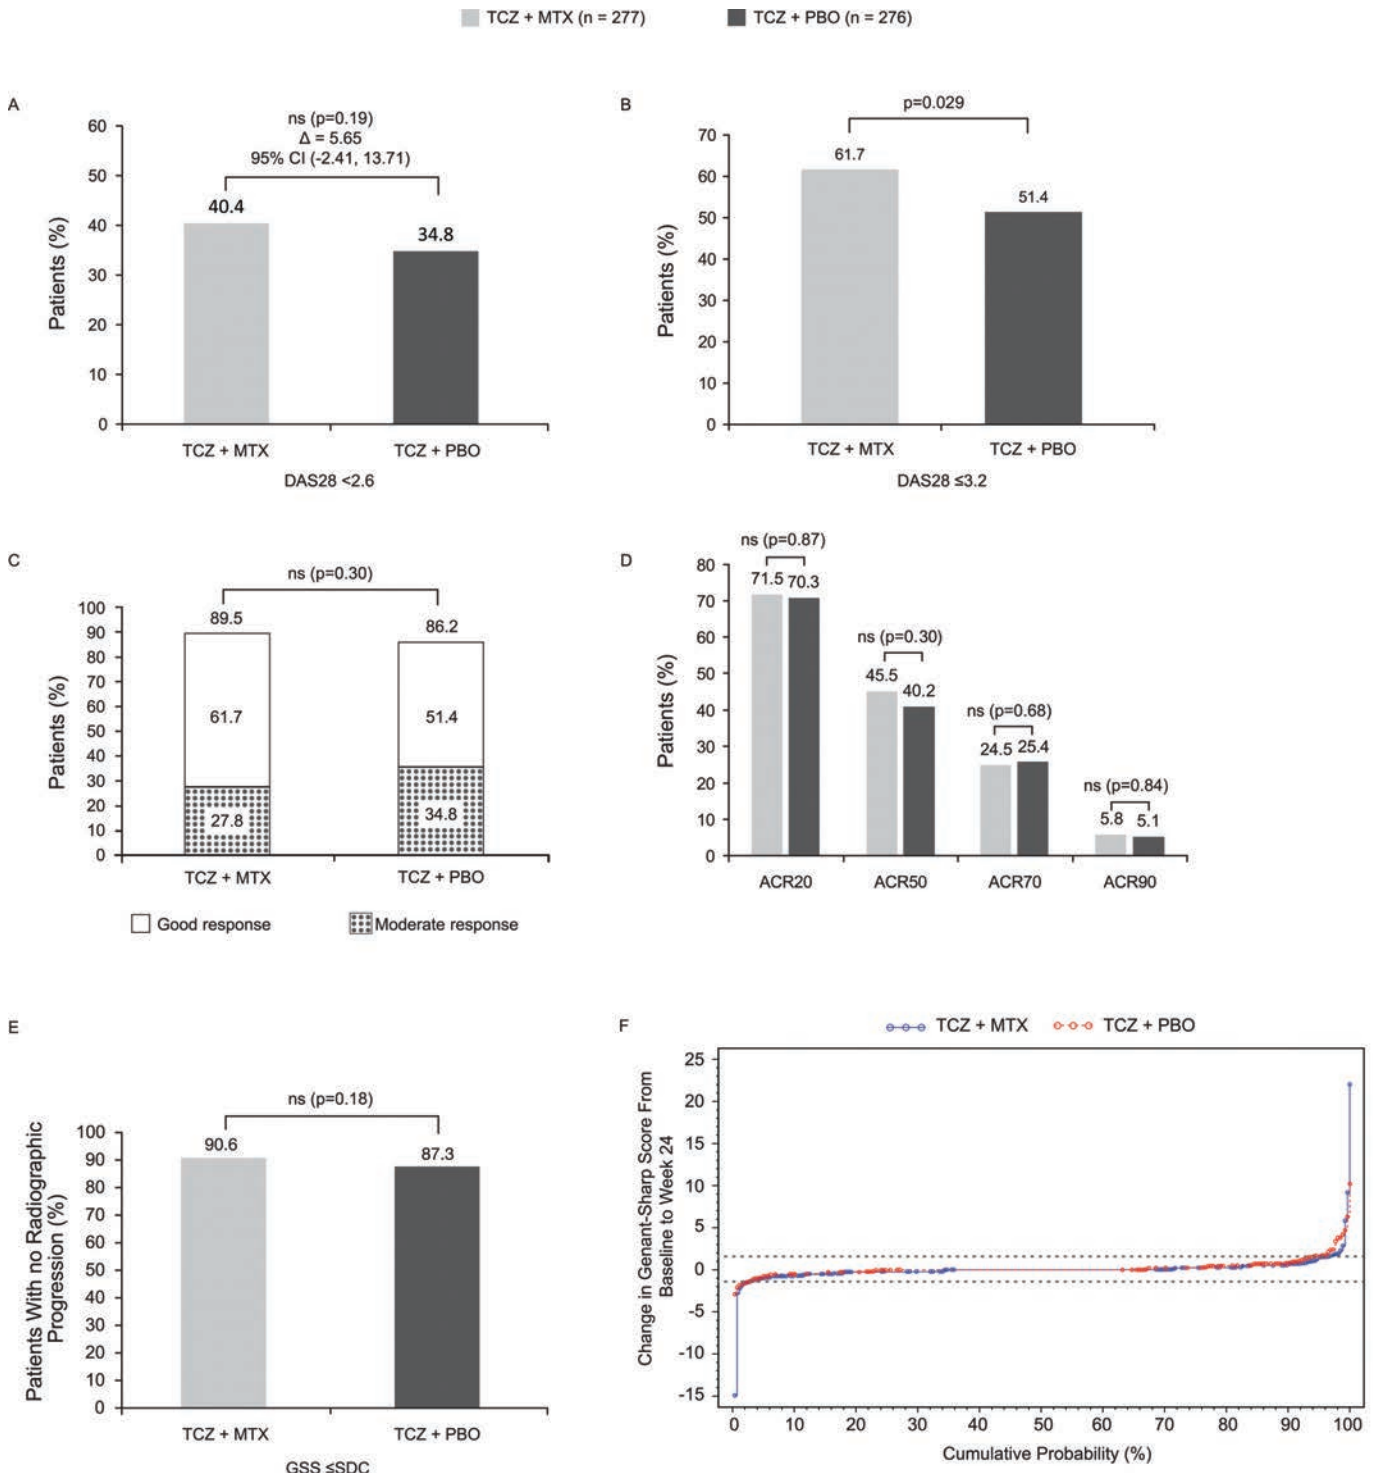 TCZ + MTX (n = 277) TCZ + PBO (n = 276)
A
ns (p=0.19)
Δ = 5.65
95% CI (-2.41, 13.71)
60
50
40
30
20
10
0
Patients (%)
40.4
34.8
TCZ + MTX TCZ + PBO
DAS28 <2.6
B
p=0.029
70
60
50
40
30
20
10
0
Patients (%)
61.7
51.4
TCZ + MTX TCZ + PBO
DAS28 ≤3.2
C
ns (p=0.30)
100
90
80
70
60
50
40
30
20
10
0
Patients (%)
89.5
86.2
61.7
51.4
27.8
34.8
TCZ + MTX TCZ + PBO
Good response Moderate response
D
80
70
60
50
40
30
20
10
0
Patients (%)
ns (p=0.87)
71.5 70.3
ns (p=0.30)
45.5
40.2
ns (p=0.68)
24.5 25.4
ns (p=0.84)
5.8 5.1
ACR20 ACR50 ACR70 ACR90
E
ns (p=0.18)
100
90
80
70
60
50
40
30
20
10
0
Patients With no Radiographic
Progression (%)
90.6
87.3
TCZ + MTX TCZ + PBO
GSS ≤SDC
F
TCZ + MTX TCZ + PBO
Change in Genant-Sharp Score From
Baseline to Week 24
25
20
15
10
5
0
-5
-10
-15
0 10 20 30 40 50 60 70 80 90 100
Cumulative Probability (%)